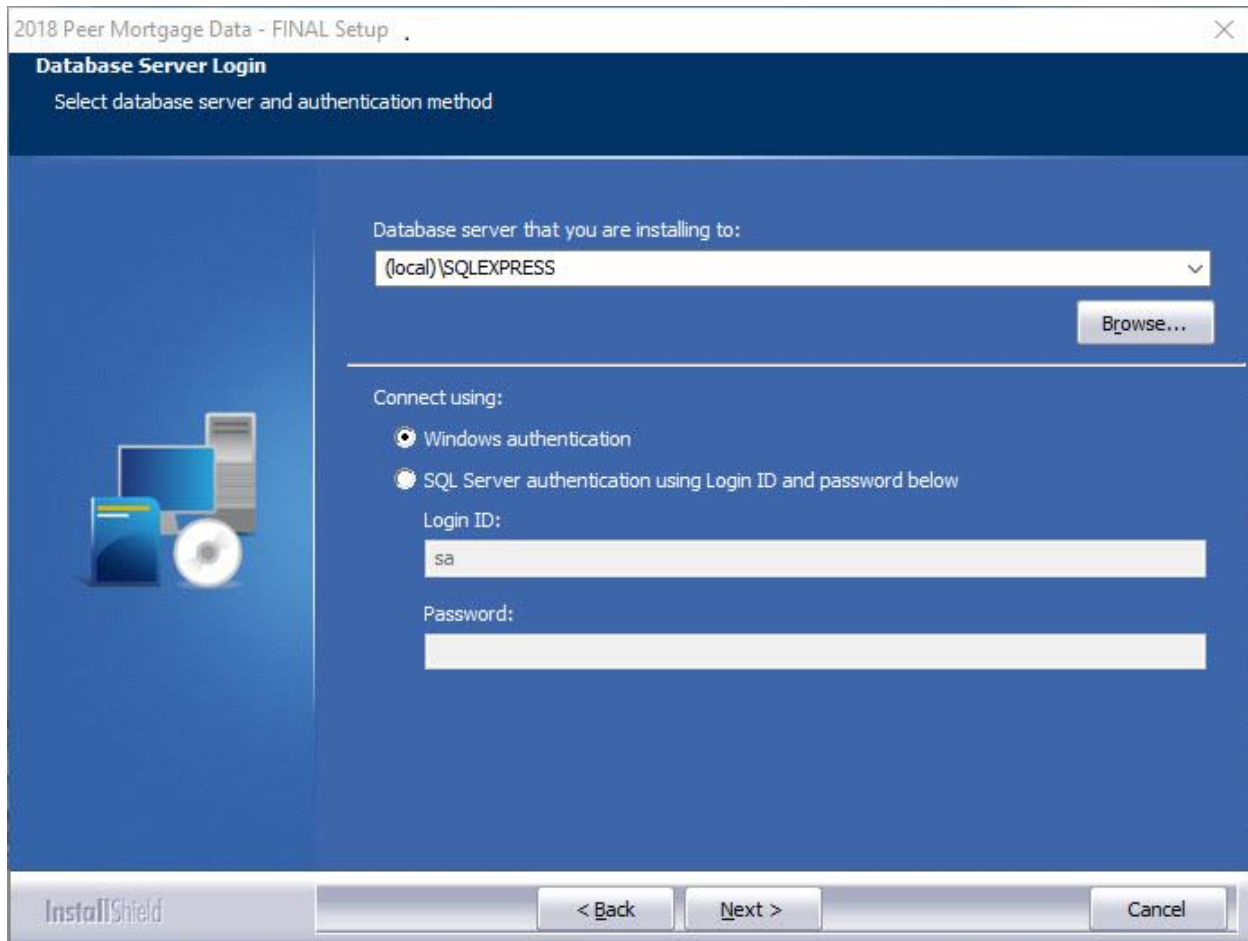 2018 Peer Mortgage Data - FINAL Setup .
Database Server Login
Select database server and authentication method
Database server that you are installing to:
(local)\SQLEXPRESS
Browse...
Connect using:
Windows authentication
SQL Server authentication using Login ID and password below
Login ID:
sa
Password:
InstallShield
< Back
Next >
Cancel